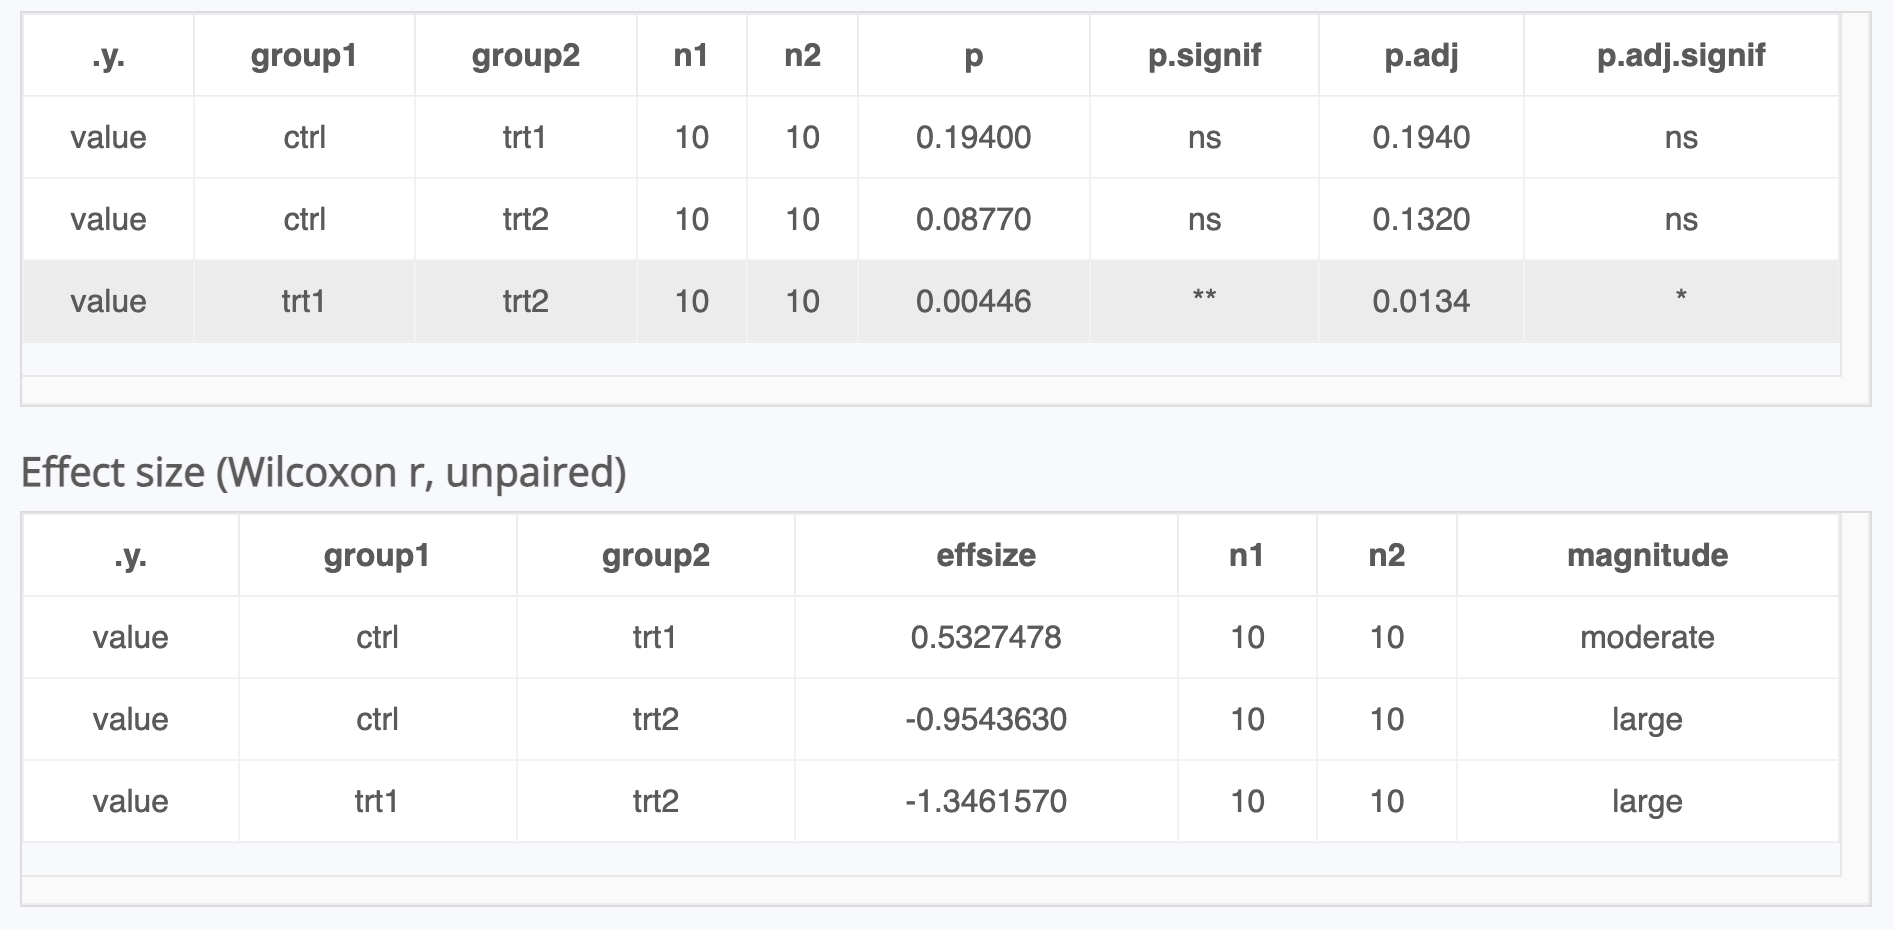 .y. group1 group2 n1 n2 p p.signif p.adj p.adj.signif
value ctrl trt1 10 10 0.19400 ns 0.1940 ns
value ctrl trt2 10 10 0.08770 ns 0.1320 ns
value trt1 trt2 10 10 0.00446 ** 0.0134 *
Effect size (Wilcoxon r, unpaired)
.y. group1 group2 effsize n1 n2 magnitude
value ctrl trt1 0.5327478 10 10 moderate
value ctrl trt2 -0.9543630 10 10 large
value trt1 trt2 -1.3461570 10 10 large